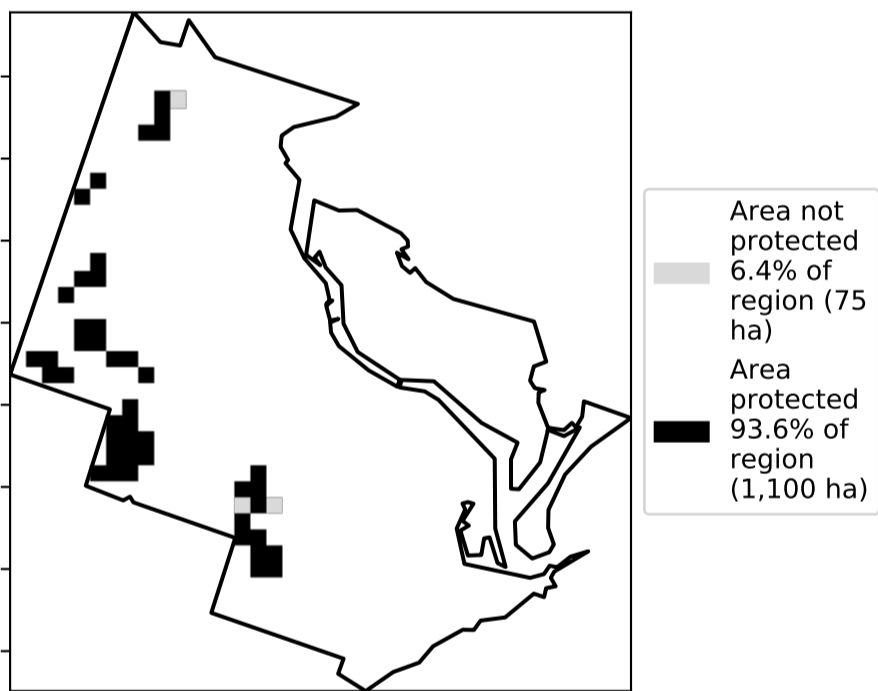 Area not
protected
6.4% of
region (75
ha)
Area
protected
93.6% of
region
(1,100 ha)